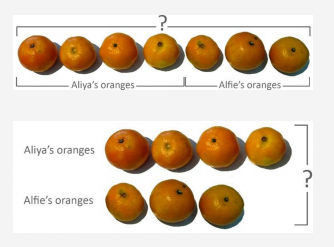 ?
Aliya's oranges Alfie's oranges
Aliya's oranges
?
Alfie's oranges